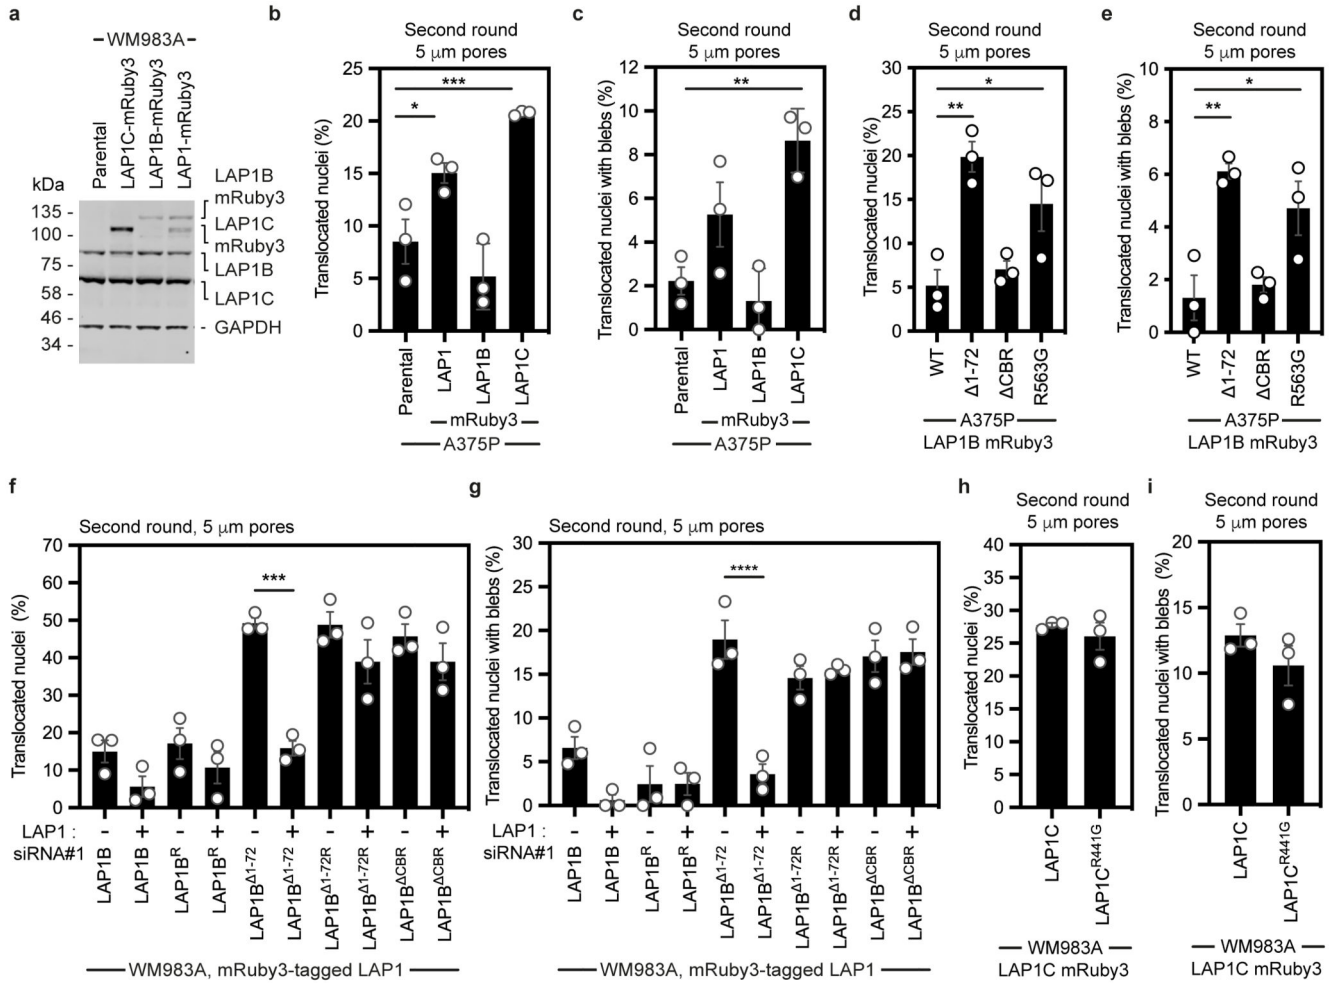 a
WM983A
Parental
LAP1C-mRuby3
LAP1B-mRuby3
LAP1-mRuby3
kDa
135 -
100 -
75 -
58 -
46 -
34 -
LAP1B
mRuby3
LAP1C
mRuby3
LAP1B
LAP1C
- GAPDH
b
Second round
5 μm pores
Translocated nuclei (%)
25
20
15
10
5
0
***
*
Parental
LAP1
LAP1B
LAP1C
mRuby3
A375P
c
Second round
5 μm pores
Translocated nuclei with blebs (%)
12
10
8
6
4
2
0
**
Parental
LAP1
LAP1B
LAP1C
mRuby3
A375P
d
Second round
5 μm pores
Translocated nuclei (%)
30
25
20
15
10
5
0
*
**
WT
Δ1-72
ΔCBR
R563G
A375P
LAP1B mRuby3
e
Second round
5 μm pores
Translocated nuclei with blebs (%)
10
8
6
4
2
0
*
**
WT
Δ1-72
ΔCBR
R563G
A375P
LAP1B mRuby3
f
Second round, 5 μm pores
Translocated nuclei (%)
70
60
50
40
30
20
10
0
***
LAP1 : - + - + - + - + - +
siRNA#1
LAP1B
LAP1B
LAP1Bᴿ
LAP1Bᴿ
LAP1B^Δ1-72
LAP1B^Δ1-72
LAP1B^Δ1-72R
LAP1B^Δ1-72R
LAP1B^ΔCBR
LAP1B^ΔCBR
WM983A, mRuby3-tagged LAP1
g
Second round, 5 μm pores
Translocated nuclei with blebs (%)
30
25
20
15
10
5
0
****
LAP1 : - + - + - + - + - +
siRNA#1
LAP1B
LAP1B
LAP1Bᴿ
LAP1Bᴿ
LAP1B^Δ1-72
LAP1B^Δ1-72
LAP1B^Δ1-72R
LAP1B^Δ1-72R
LAP1B^ΔCBR
LAP1B^ΔCBR
WM983A, mRuby3-tagged LAP1
h
Second round
5 μm pores
Translocated nuclei (%)
40
35
30
25
20
15
10
5
0
LAP1C
LAP1C^R441G
WM983A
LAP1C mRuby3
i
Second round
5 μm pores
Translocated nuclei with blebs (%)
20
15
10
5
0
LAP1C
LAP1C^R441G
WM983A
LAP1C mRuby3